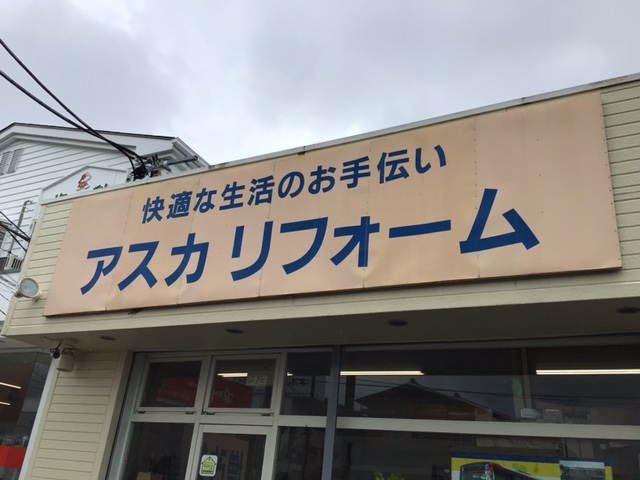 快適な生活のお手伝い
アスカ リフォーム